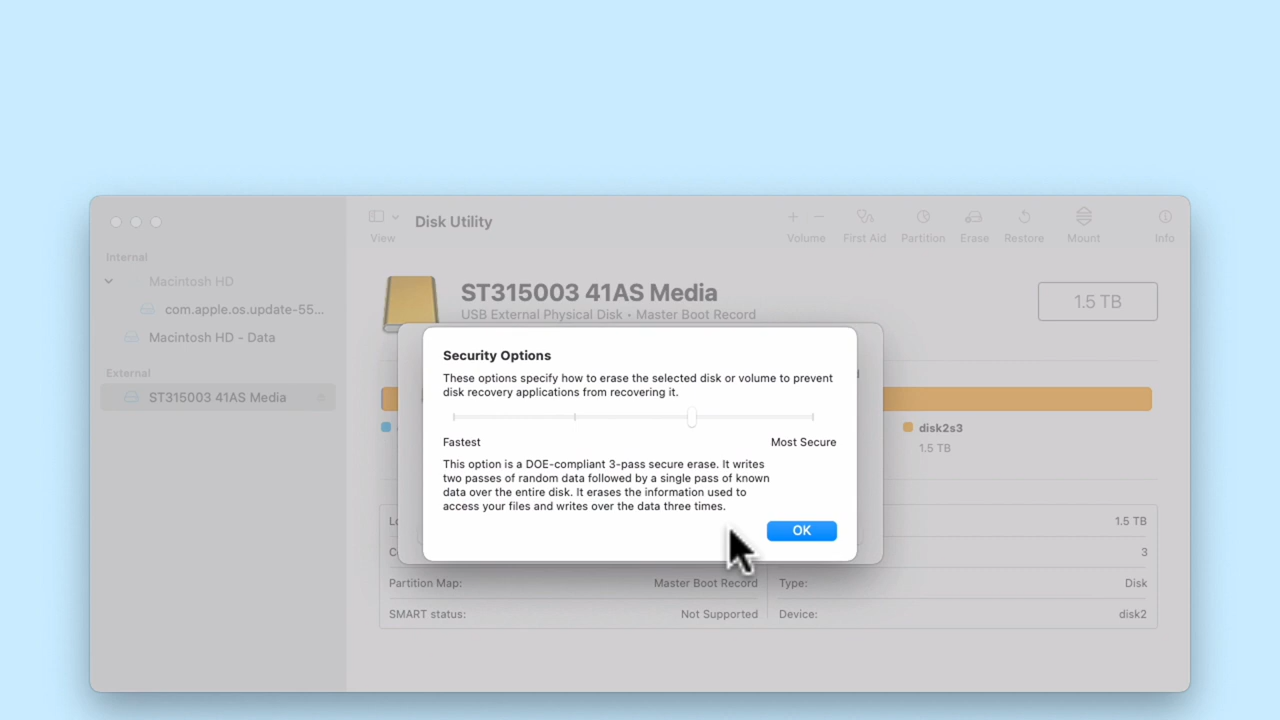 Disk Utility
View
Volume
First Aid
Partition
Erase
Restore
Mount
Info
Internal
Macintosh HD
com.apple.os.update-55...
Macintosh HD - Data
External
ST315003 41AS Media
ST315003 41AS Media
USB External Physical Disk • Master Boot Record
1.5 TB
Security Options
These options specify how to erase the selected disk or volume to prevent
disk recovery applications from recovering it.
Fastest
Most Secure
This option is a DOE-compliant 3-pass secure erase. It writes
two passes of random data followed by a single pass of known
data over the entire disk. It erases the information used to
access your files and writes over the data three times.
OK
disk2s3
1.5 TB
1.5 TB
3
Partition Map:
Master Boot Record
Type:
Disk
SMART status:
Not Supported
Device:
disk2